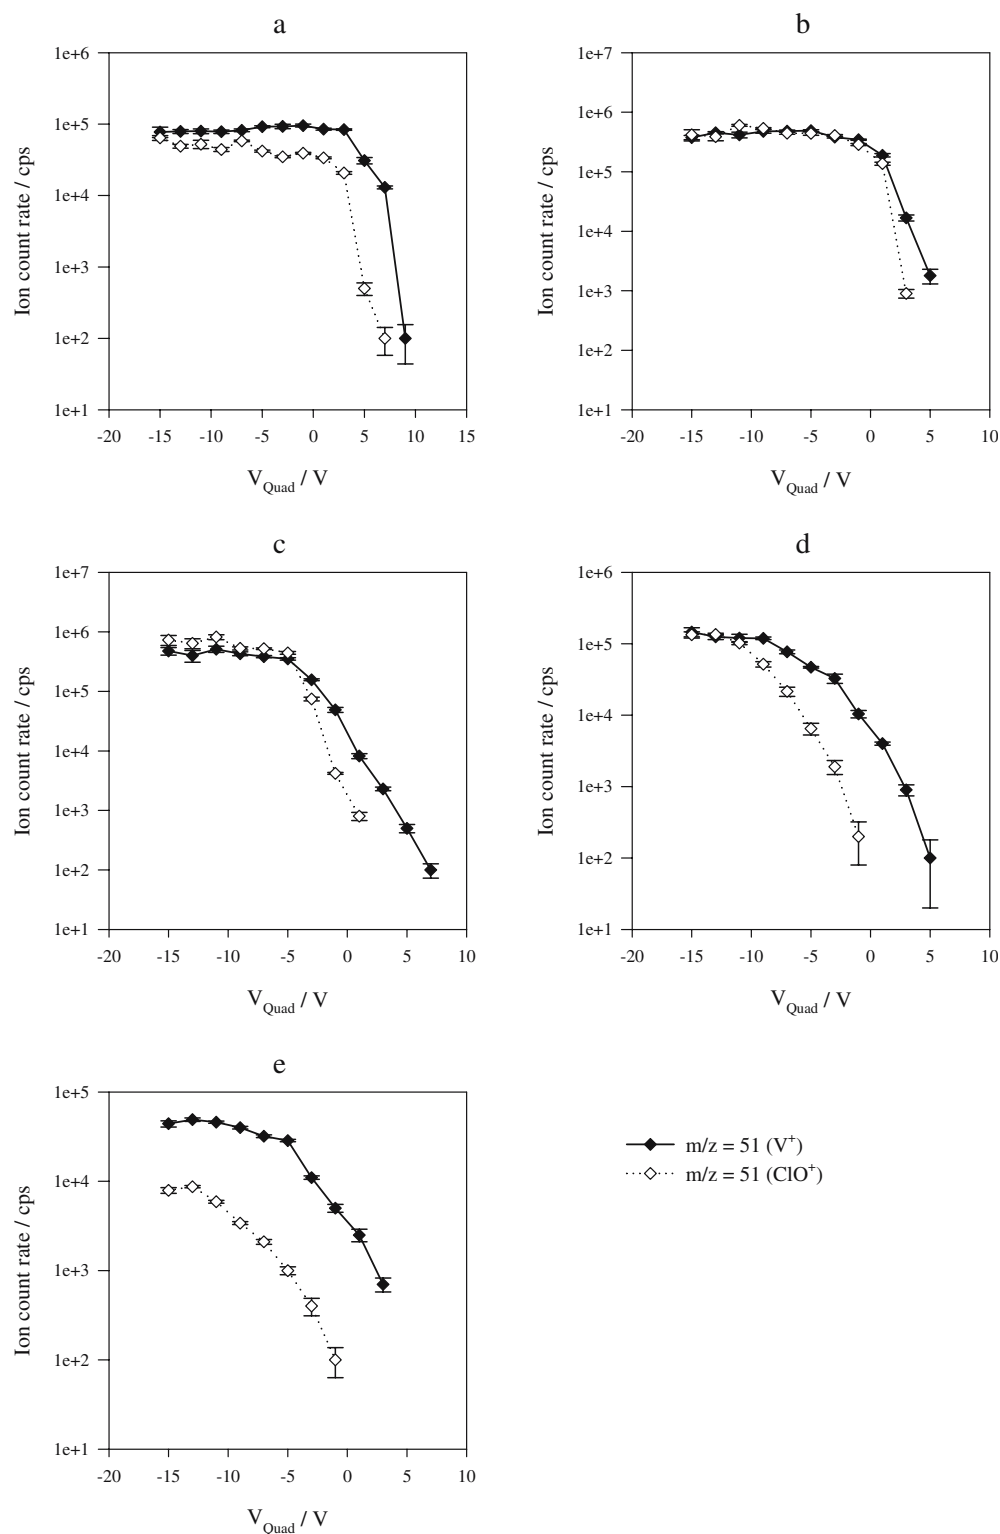 a
1e+6
1e+5
1e+4
1e+3
1e+2
1e+1
Ion count rate / cps
-20 -15 -10 -5 0 5 10 15
V_Quad / V
b
1e+7
1e+6
1e+5
1e+4
1e+3
1e+2
1e+1
Ion count rate / cps
-20 -15 -10 -5 0 5 10
V_Quad / V
c
1e+7
1e+6
1e+5
1e+4
1e+3
1e+2
1e+1
Ion count rate / cps
-20 -15 -10 -5 0 5 10
V_Quad / V
d
1e+6
1e+5
1e+4
1e+3
1e+2
1e+1
Ion count rate / cps
-20 -15 -10 -5 0 5 10
V_Quad / V
e
1e+5
1e+4
1e+3
1e+2
1e+1
Ion count rate / cps
-20 -15 -10 -5 0 5 10
V_Quad / V
m/z = 51 (V⁺)
m/z = 51 (ClO⁺)